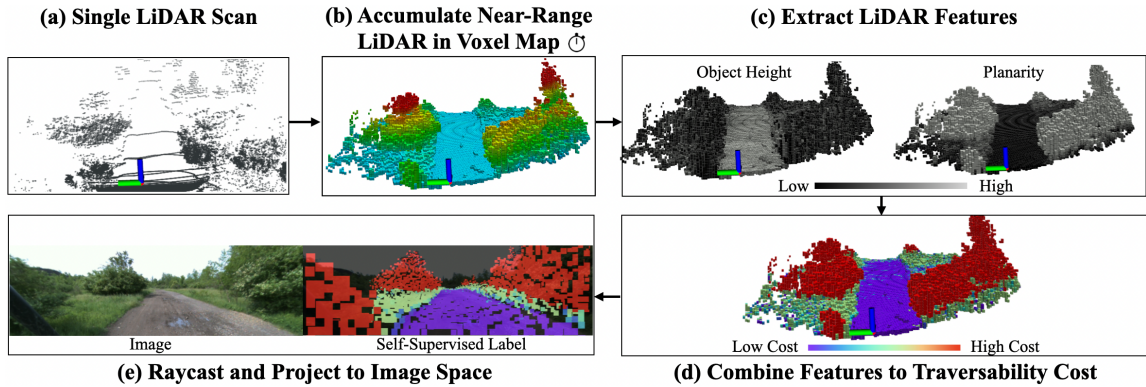 (a) Single LiDAR Scan
(b) Accumulate Near-Range
LiDAR in Voxel Map ⏱
(c) Extract LiDAR Features
Object Height
Planarity
Low
High
Image
Self-Supervised Label
(e) Raycast and Project to Image Space
Low Cost
High Cost
(d) Combine Features to Traversability Cost